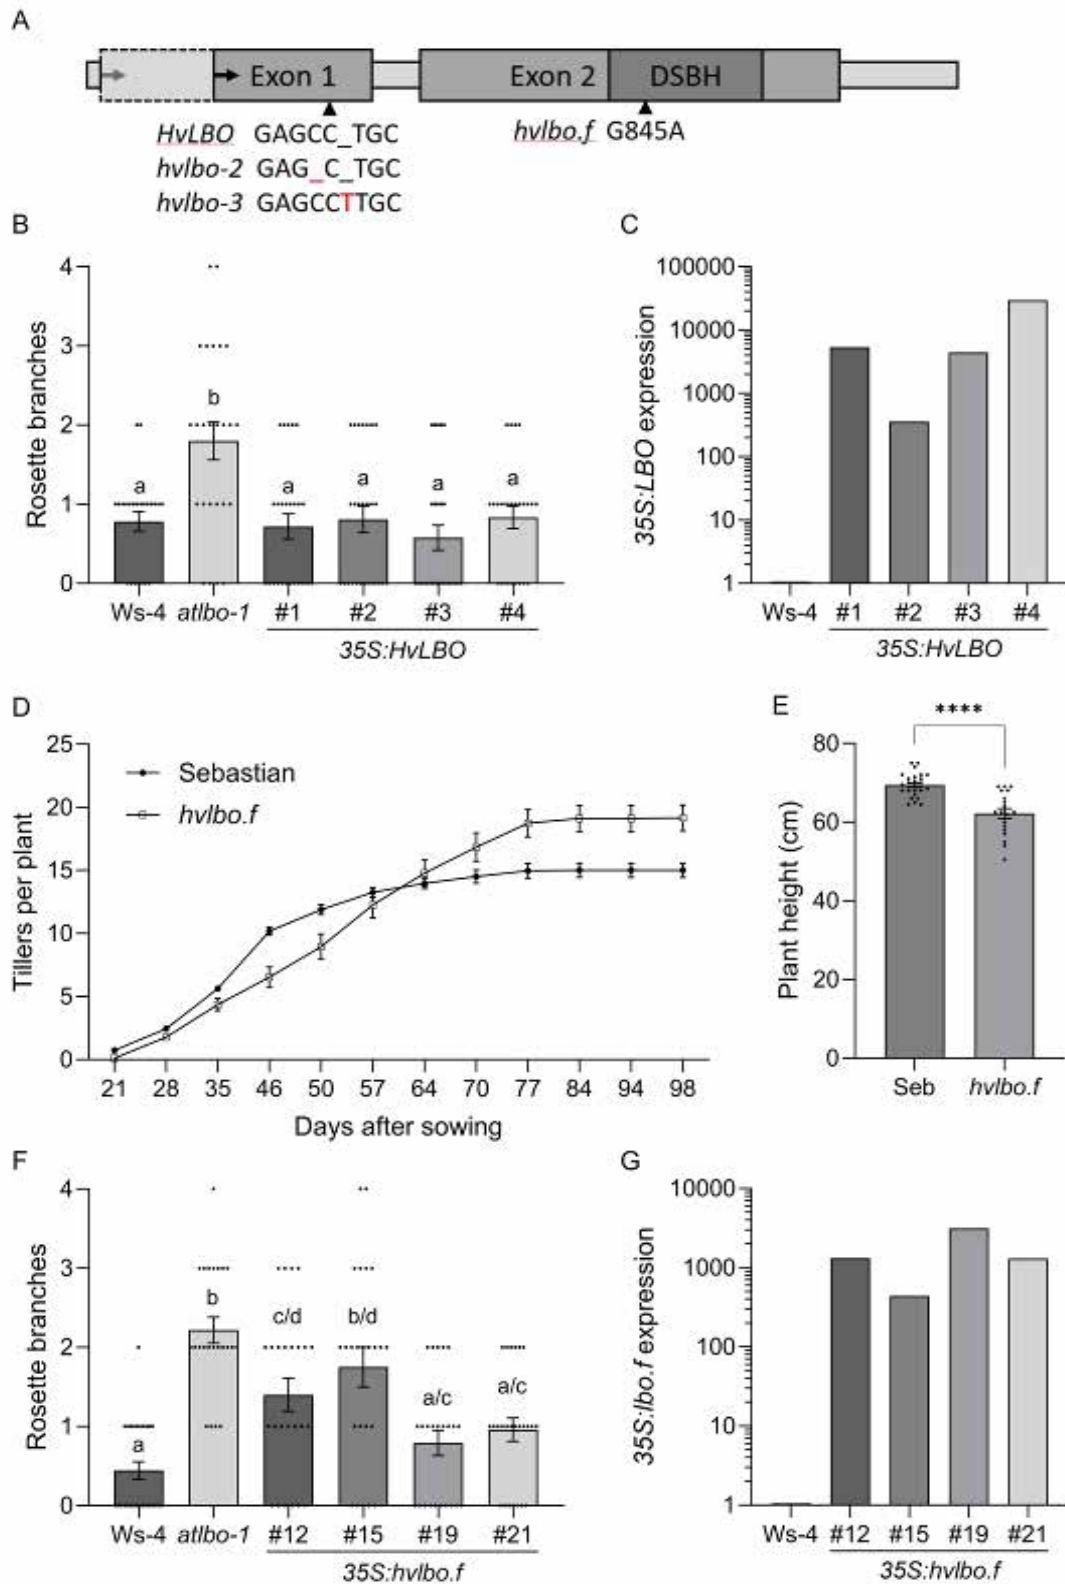 A
Exon 1
Exon 2
DSBH
HvLBO GAGCC_TGC
hvlbo-2 GAG_C_TGC
hvlbo-3 GAGCCTTGC
hvlbo.f G845A
B
4
3
2
1
0
Rosette branches
a
b
a
a
a
a
Ws-4
atlbo-1
#1
#2
#3
#4
35S:HvLBO
C
100000
10000
1000
100
10
1
35S:LBO expression
Ws-4
#1
#2
#3
#4
35S:HvLBO
D
25
20
15
10
5
0
Tillers per plant
Sebastian
hvlbo.f
21
28
35
46
50
57
64
70
77
84
94
98
Days after sowing
E
****
80
60
40
20
0
Plant height (cm)
Seb
hvlbo.f
F
4
3
2
1
0
Rosette branches
a
b
c/d
b/d
a/c
a/c
Ws-4
atlbo-1
#12
#15
#19
#21
35S:hvlbo.f
G
10000
1000
100
10
1
35S:lbo.f expression
Ws-4
#12
#15
#19
#21
35S:hvlbo.f